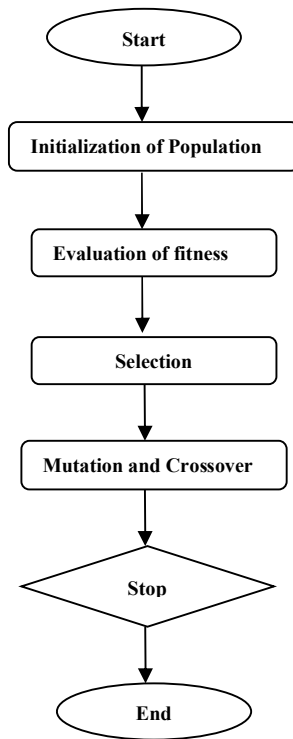 Start
Initialization of Population
Evaluation of fitness
Selection
Mutation and Crossover
Stop
End